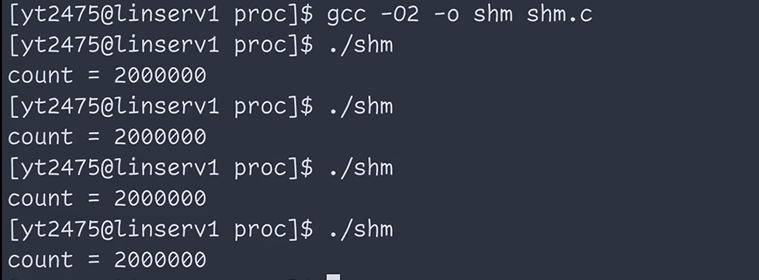 [yt2475@linserv1 proc]$ gcc -O2 -o shm shm.c
[yt2475@linserv1 proc]$ ./shm
count = 2000000
[yt2475@linserv1 proc]$ ./shm
count = 2000000
[yt2475@linserv1 proc]$ ./shm
count = 2000000
[yt2475@linserv1 proc]$ ./shm
count = 2000000